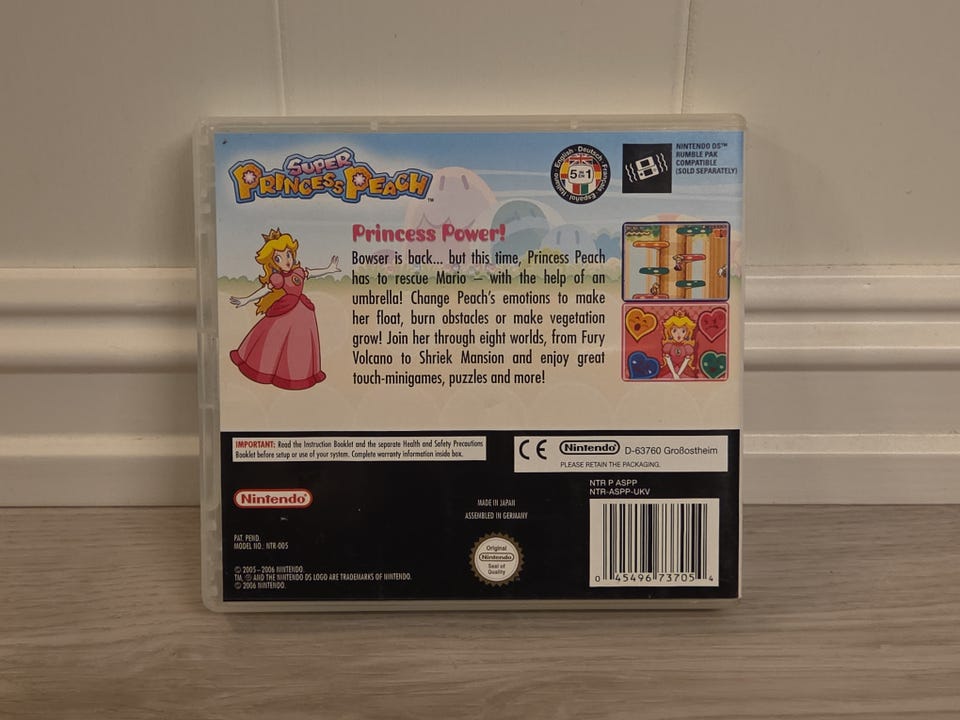 SUPER
PRINCESS PEACH™
English · Deutsch · Français · Español · Italiano
5 IN 1
NINTENDO DS™
RUMBLE PAK
COMPATIBLE
(SOLD SEPARATELY)
Princess Power!
Bowser is back... but this time, Princess Peach
has to rescue Mario – with the help of an
umbrella! Change Peach's emotions to make
her float, burn obstacles or make vegetation
grow! Join her through eight worlds, from Fury
Volcano to Shriek Mansion and enjoy great
touch-minigames, puzzles and more!
IMPORTANT: Read the Instruction Booklet and the separate Health and Safety Precautions
Booklet before setup or use of your system. Complete warranty information inside box.
CE Nintendo® D-63760 Großostheim
PLEASE RETAIN THE PACKAGING.
NTR P ASPP
NTR-ASPP-UKV
Nintendo®
MADE IN JAPAN
ASSEMBLED IN GERMANY
PAT. PEND.
MODEL NO.: NTR-005
Original
Nintendo
Seal of
Quality
© 2005–2006 NINTENDO.
TM, ® AND THE NINTENDO DS LOGO ARE TRADEMARKS OF NINTENDO.
© 2006 NINTENDO.
0 45496 73705 4